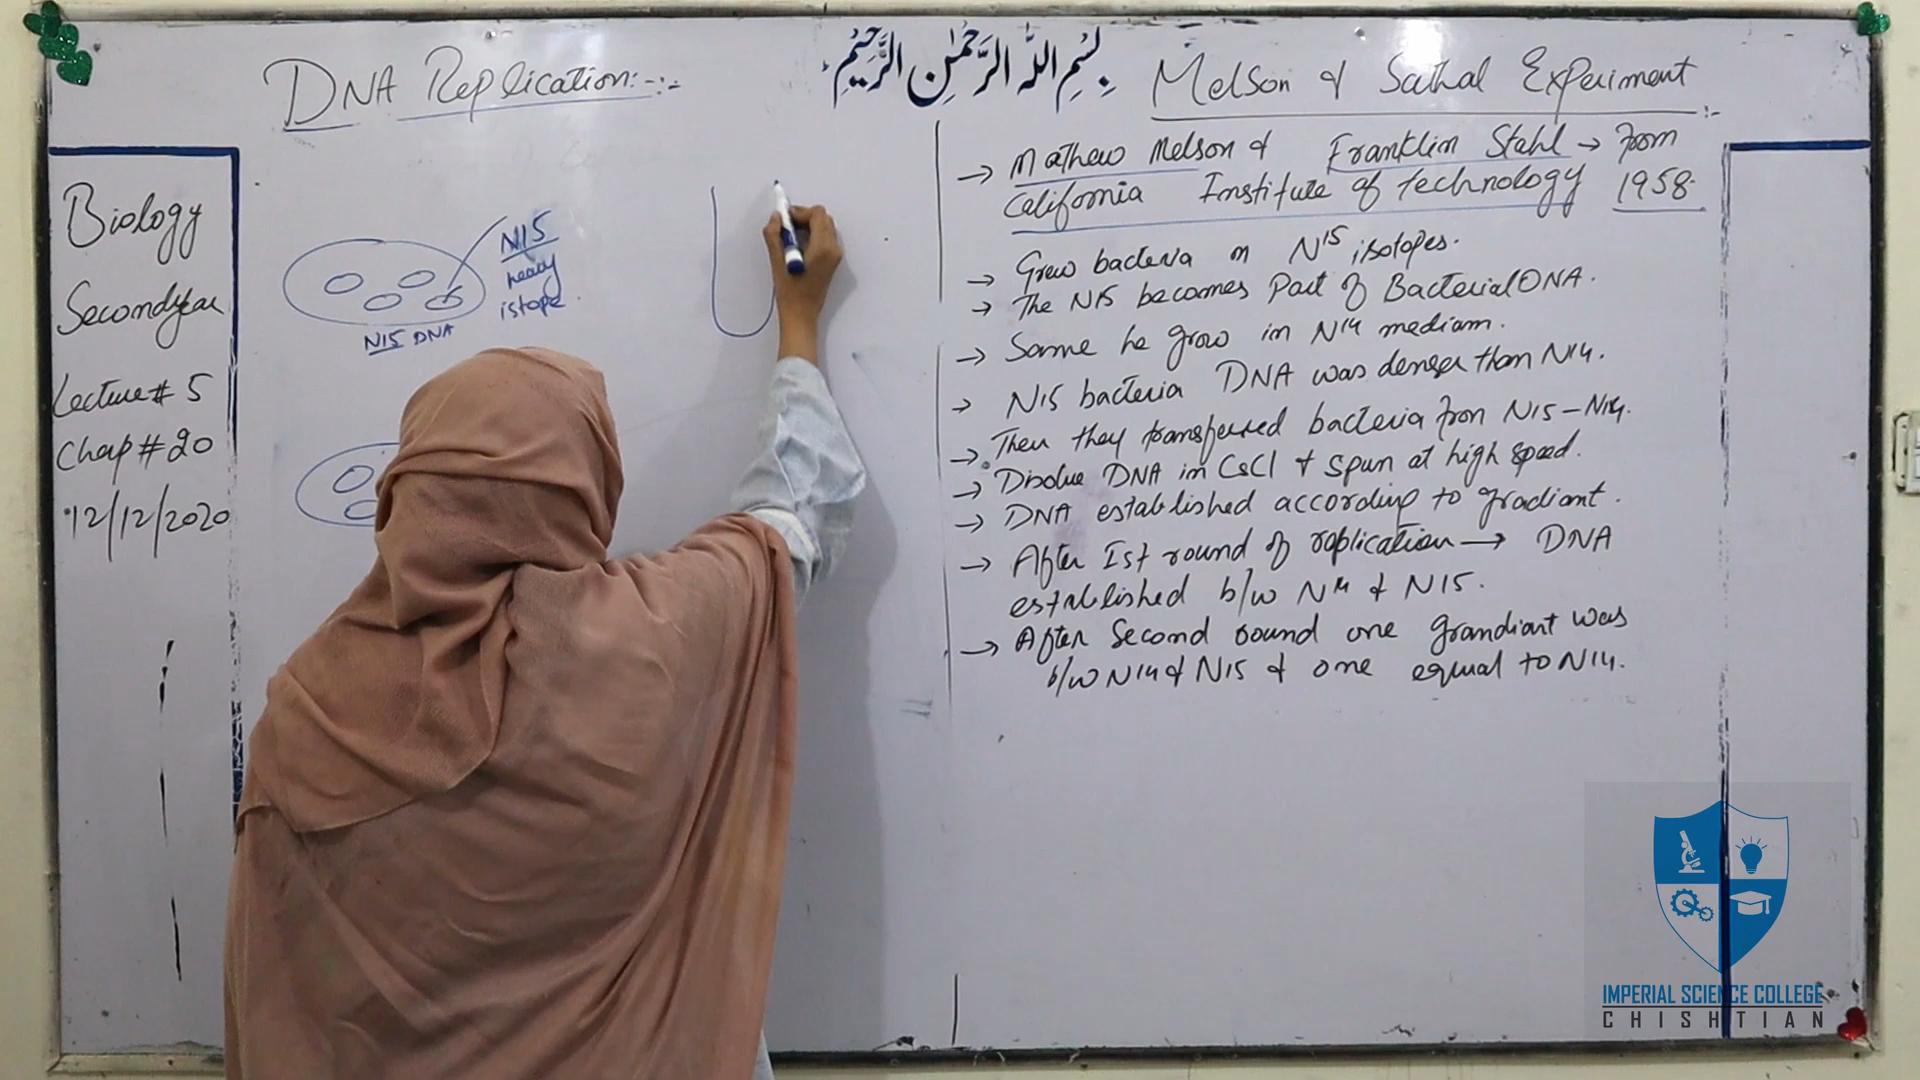 DNA Replication:-:-
بِسْمِ اللهِ الرَّحْمٰنِ الرَّحِيْمِ
Melson & Sathal Experiment :-
Biology
Secondyear
Lecture # 5
Chap # 20
12/12/2020
N15
heavy
istope
N15 DNA
→ Mathew Melson & Franklin Stahl → from
California Institute of technology 1958.
→ Grew bacteria on N15 isotopes.
→ The N15 becomes Part of Bacterial DNA.
→ Same he grow in N14 mediam.
→ N15 bacteria DNA was denser than N14.
→ Then they transferred bacteria from N15 - N14.
→ Disolve DNA in CsCl & Spun at high speed.
→ DNA established according to gradiant.
→ After Ist round of replication → DNA
established b/w N14 & N15.
→ After Second round one grandiant was
b/w N14 & N15 & one equal to N14.
IMPERIAL SCIENCE COLLEGE
CHISHTIAN